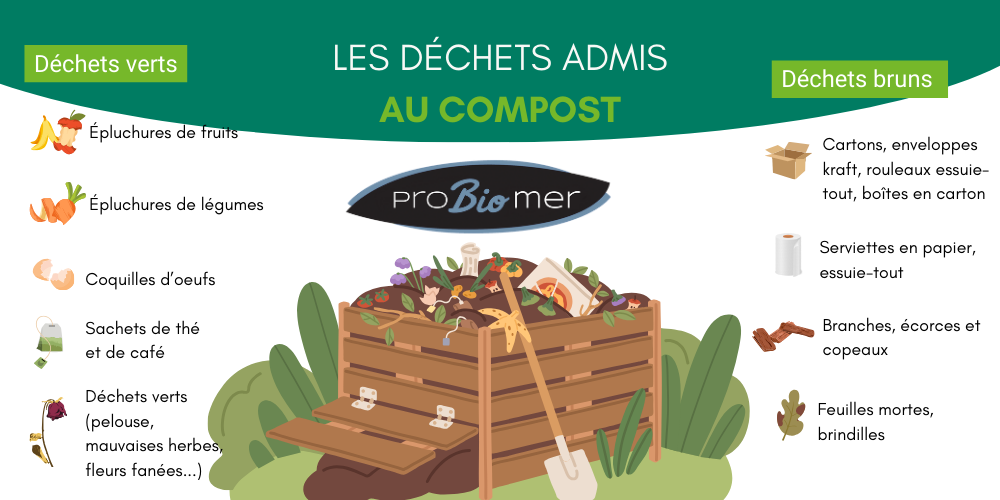 LES DÉCHETS ADMIS
AU COMPOST
proBiomer
Déchets verts
Épluchures de fruits
Épluchures de légumes
Coquilles d'oeufs
Sachets de thé
et de café
Déchets verts
(pelouse,
mauvaises herbes,
fleurs fanées...)
Déchets bruns
Cartons, enveloppes
kraft, rouleaux essuie-
tout, boîtes en carton
Serviettes en papier,
essuie-tout
Branches, écorces et
copeaux
Feuilles mortes,
brindilles